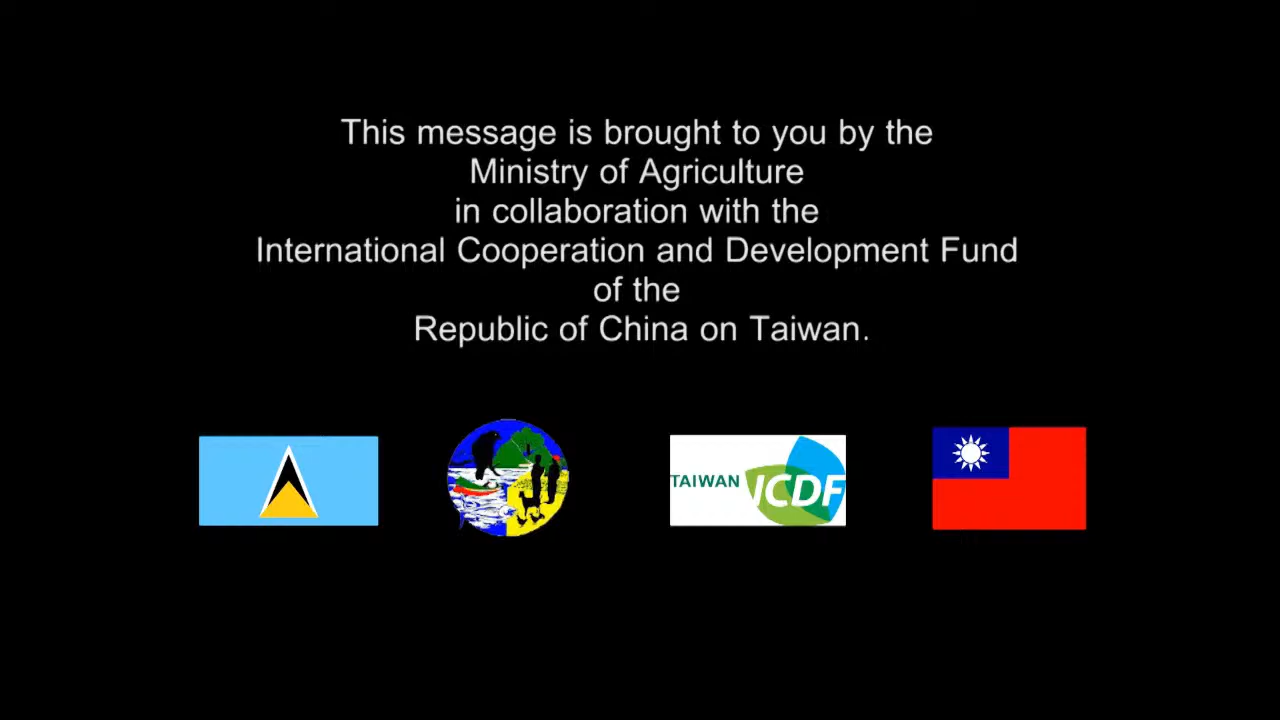 This message is brought to you by the
Ministry of Agriculture
in collaboration with the
International Cooperation and Development Fund
of the
Republic of China on Taiwan.
TAIWAN ICDF